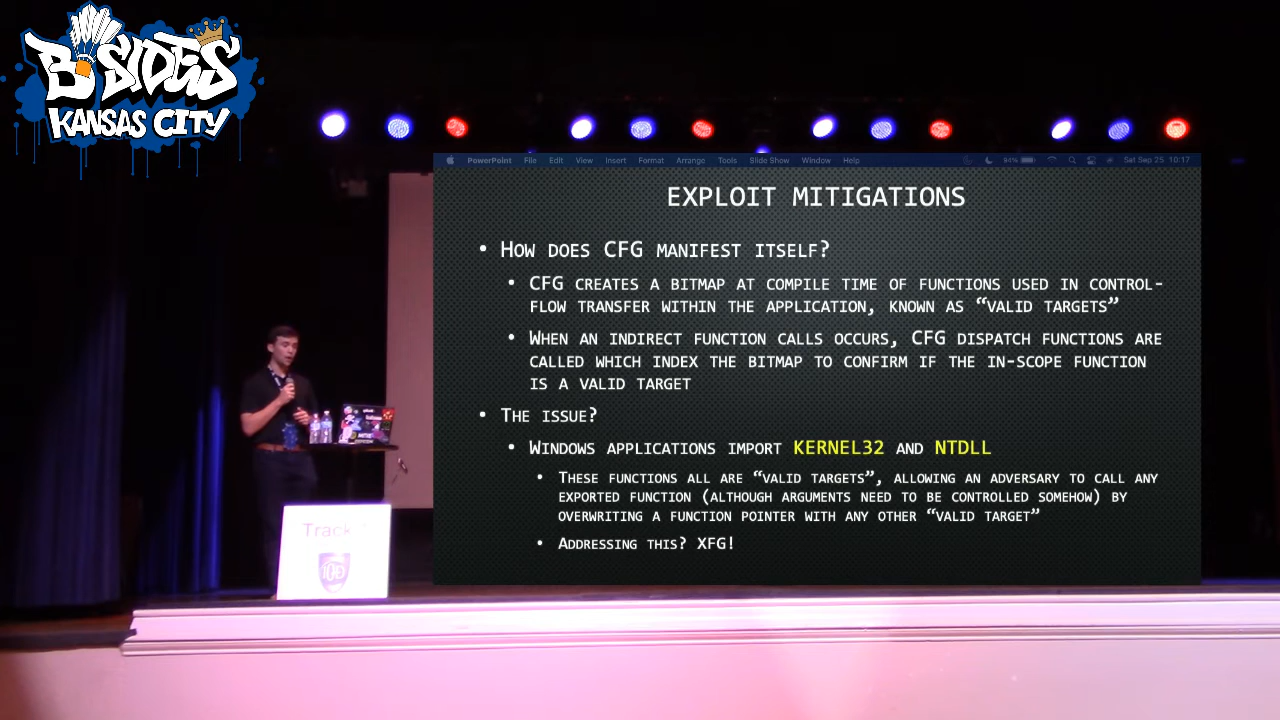 B-SIDES
KANSAS CITY
PowerPoint File Edit View Insert Format Arrange Tools Slide Show Window Help 94% Sat Sep 25 10:17
EXPLOIT MITIGATIONS
• HOW DOES CFG MANIFEST ITSELF?
• CFG CREATES A BITMAP AT COMPILE TIME OF FUNCTIONS USED IN CONTROL-
FLOW TRANSFER WITHIN THE APPLICATION, KNOWN AS “VALID TARGETS”
• WHEN AN INDIRECT FUNCTION CALLS OCCURS, CFG DISPATCH FUNCTIONS ARE
CALLED WHICH INDEX THE BITMAP TO CONFIRM IF THE IN-SCOPE FUNCTION
IS A VALID TARGET
• THE ISSUE?
• WINDOWS APPLICATIONS IMPORT KERNEL32 AND NTDLL
• THESE FUNCTIONS ALL ARE “VALID TARGETS”, ALLOWING AN ADVERSARY TO CALL ANY
EXPORTED FUNCTION (ALTHOUGH ARGUMENTS NEED TO BE CONTROLLED SOMEHOW) BY
OVERWRITING A FUNCTION POINTER WITH ANY OTHER “VALID TARGET”
• ADDRESSING THIS? XFG!
Track